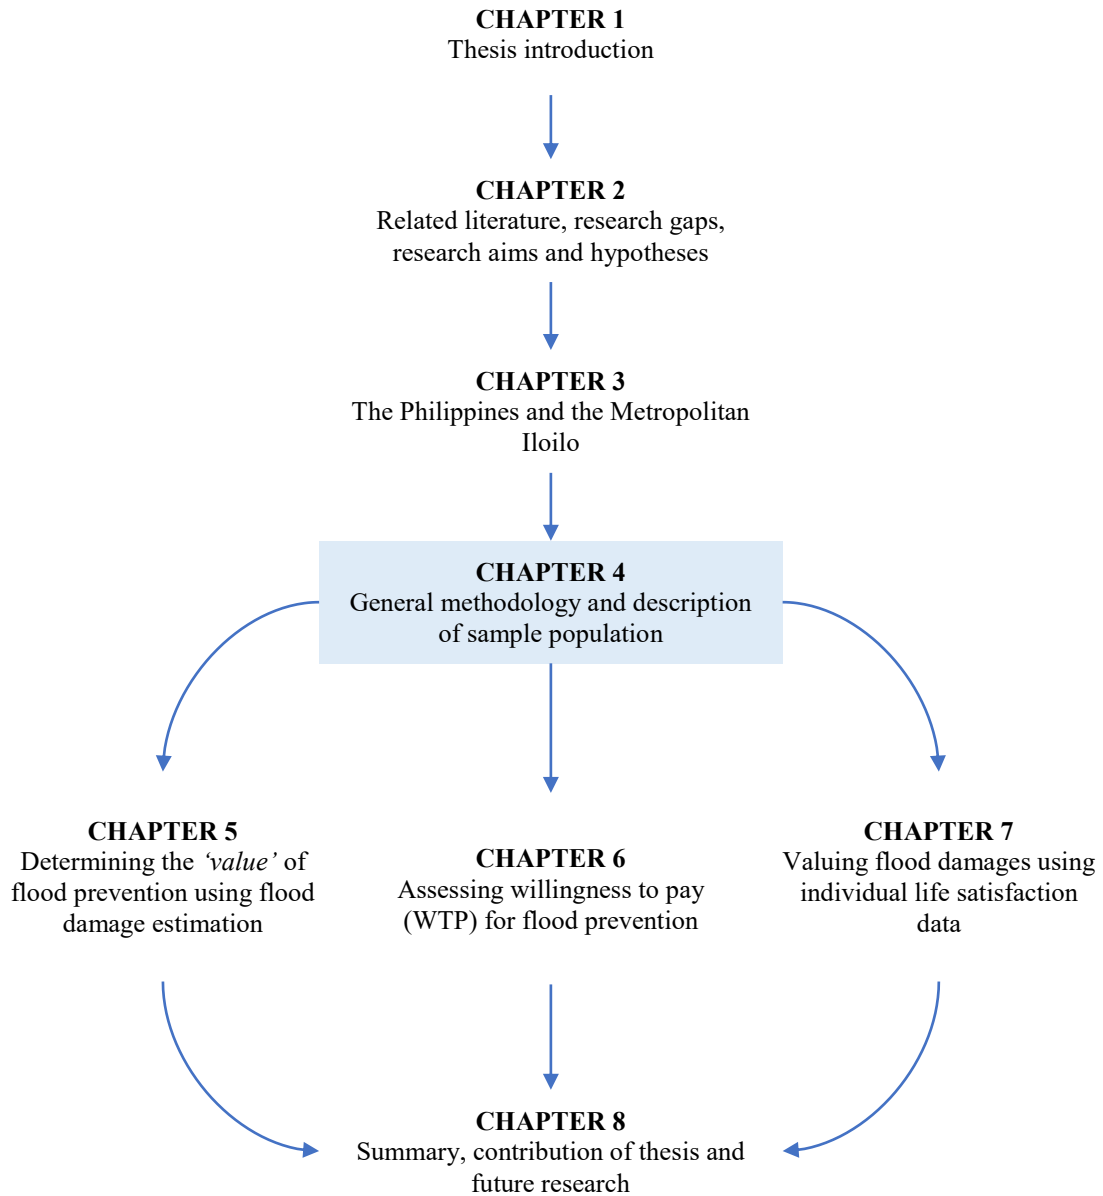 CHAPTER 1
Thesis introduction
CHAPTER 2
Related literature, research gaps,
research aims and hypotheses
CHAPTER 3
The Philippines and the Metropolitan
Iloilo
CHAPTER 4
General methodology and description
of sample population
CHAPTER 5
Determining the ‘value’ of
flood prevention using flood
damage estimation
CHAPTER 6
Assessing willingness to pay
(WTP) for flood prevention
CHAPTER 7
Valuing flood damages using
individual life satisfaction
data
CHAPTER 8
Summary, contribution of thesis and
future research